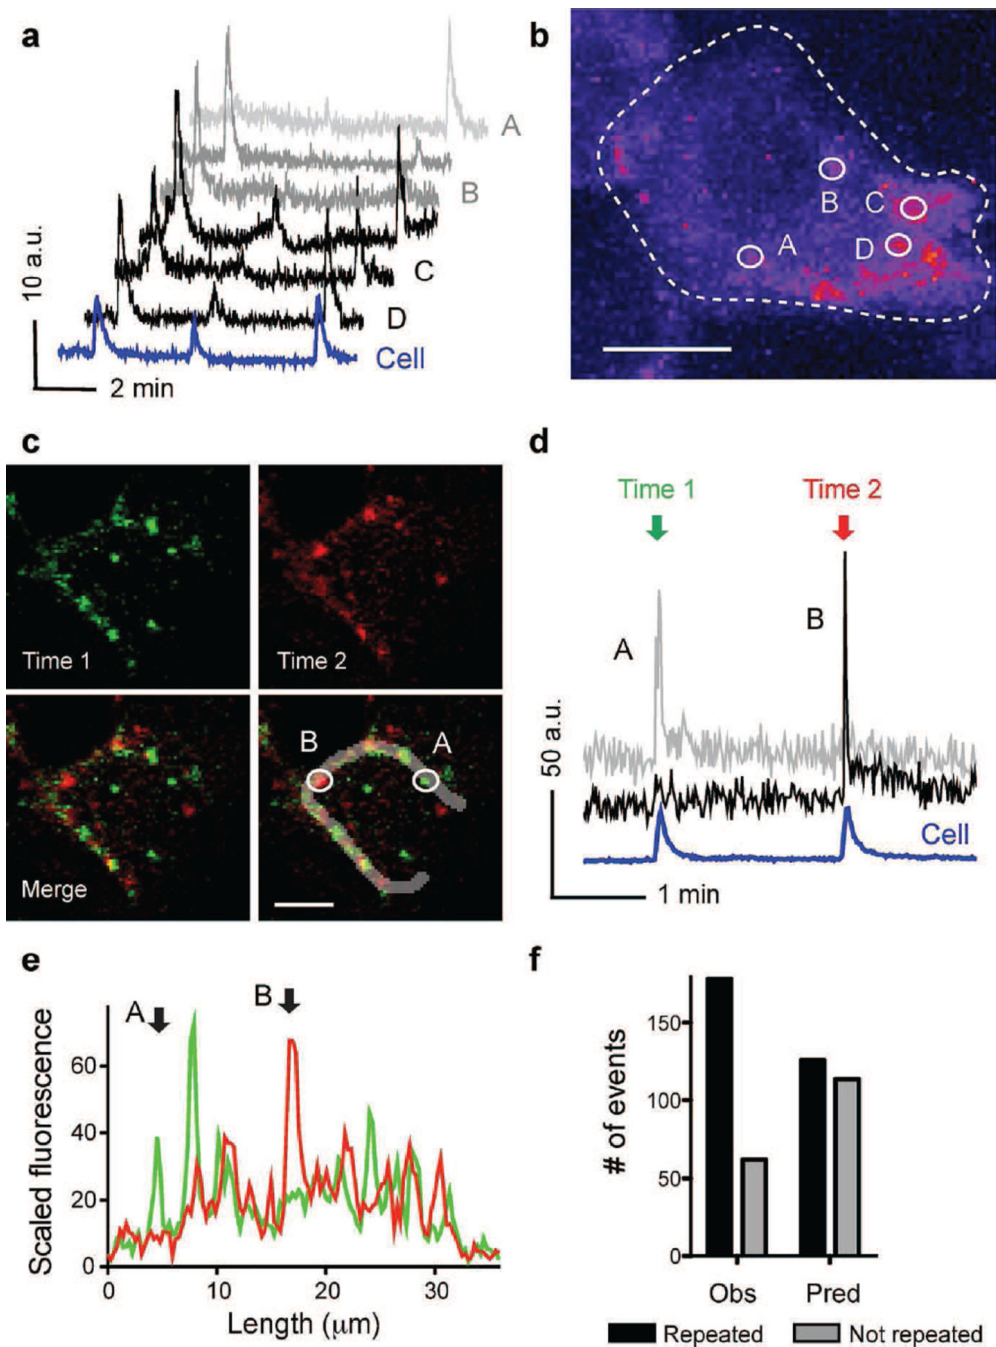 a
A
B
C
D
Cell
10 a.u.
2 min
b
B
C
A
D
c
Time 1
Time 2
B
A
Merge
d
Time 1
Time 2
A
B
50 a.u.
Cell
1 min
e
A
B
Scaled fluorescence
60
40
20
0
0
10
20
30
Length (μm)
f
# of events
150
100
50
0
Obs
Pred
Repeated
Not repeated